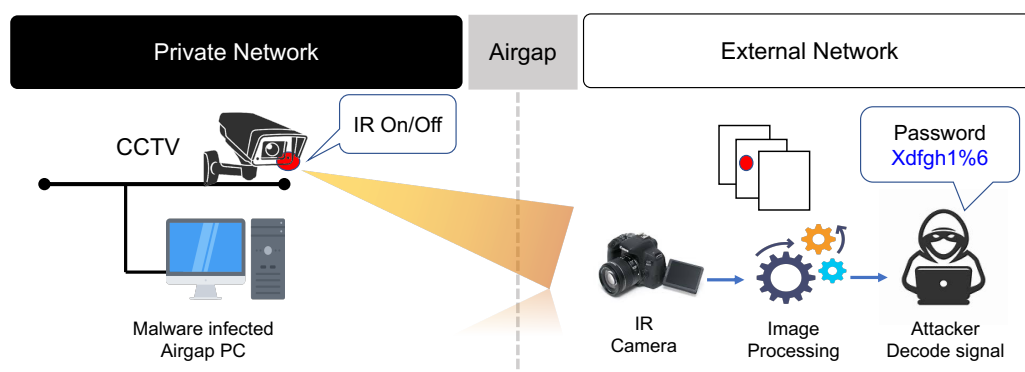 Private Network
Airgap
External Network
CCTV
IR On/Off
Password
Xdfgh1%6
Malware infected
Airgap PC
IR
Camera
Image
Processing
Attacker
Decode signal